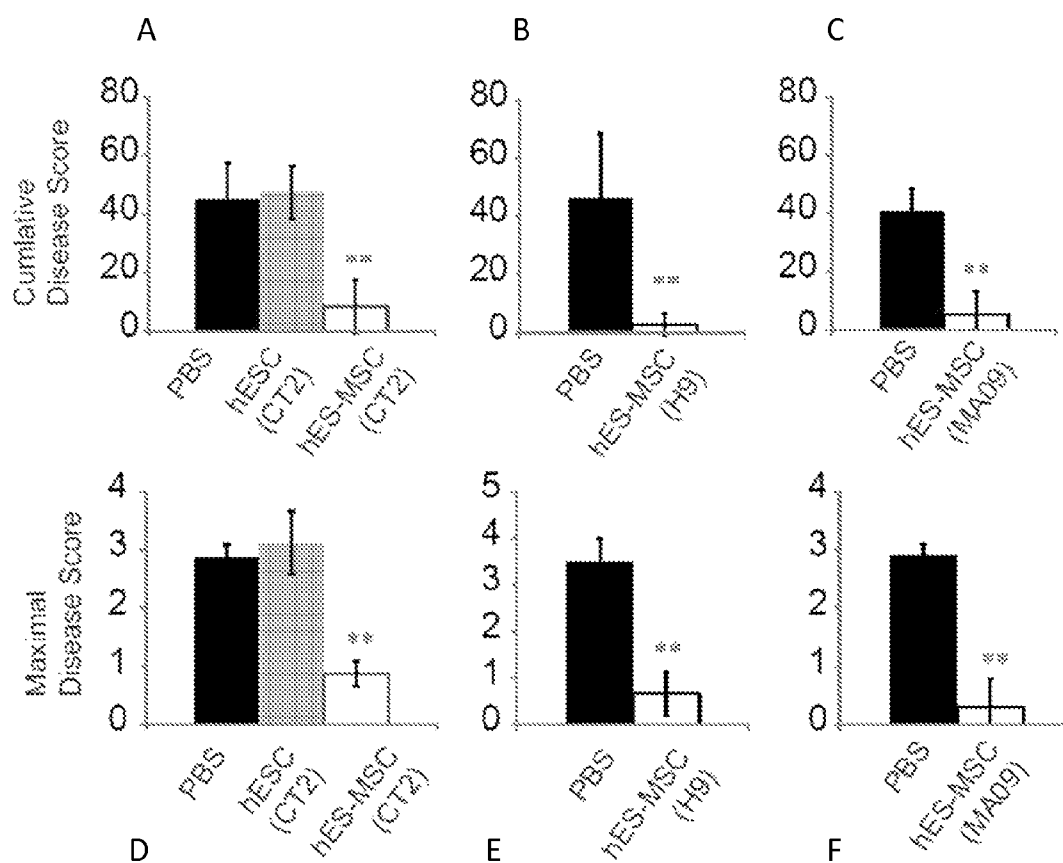 A
B
C
Cumlative
Disease Score
80
60
40
20
0
**
PBS
hESC
(CT2)
hES-MSC
(CT2)
80
60
40
20
0
**
PBS
hES-MSC
(H9)
80
60
40
20
0
**
PBS
hES-MSC
(MA09)
Maximal
Disease Score
4
3
2
1
0
**
PBS
hESC
(CT2)
hES-MSC
(CT2)
5
4
3
2
1
0
**
PBS
hES-MSC
(H9)
4
3
2
1
0
**
PBS
hES-MSC
(MA09)
D
E
F